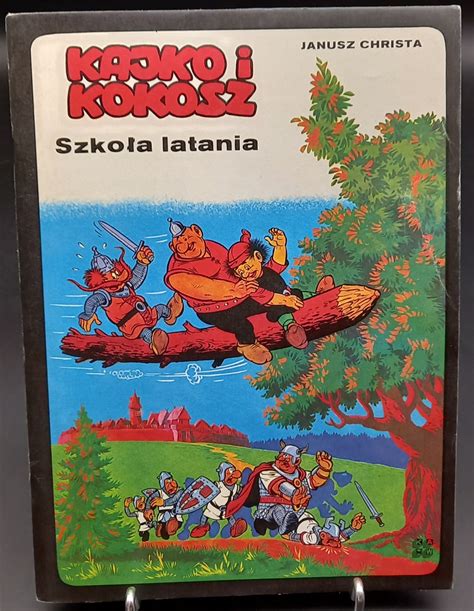 JANUSZ CHRISTA
KAJKO i
KOKOSZ
Szkoła latania